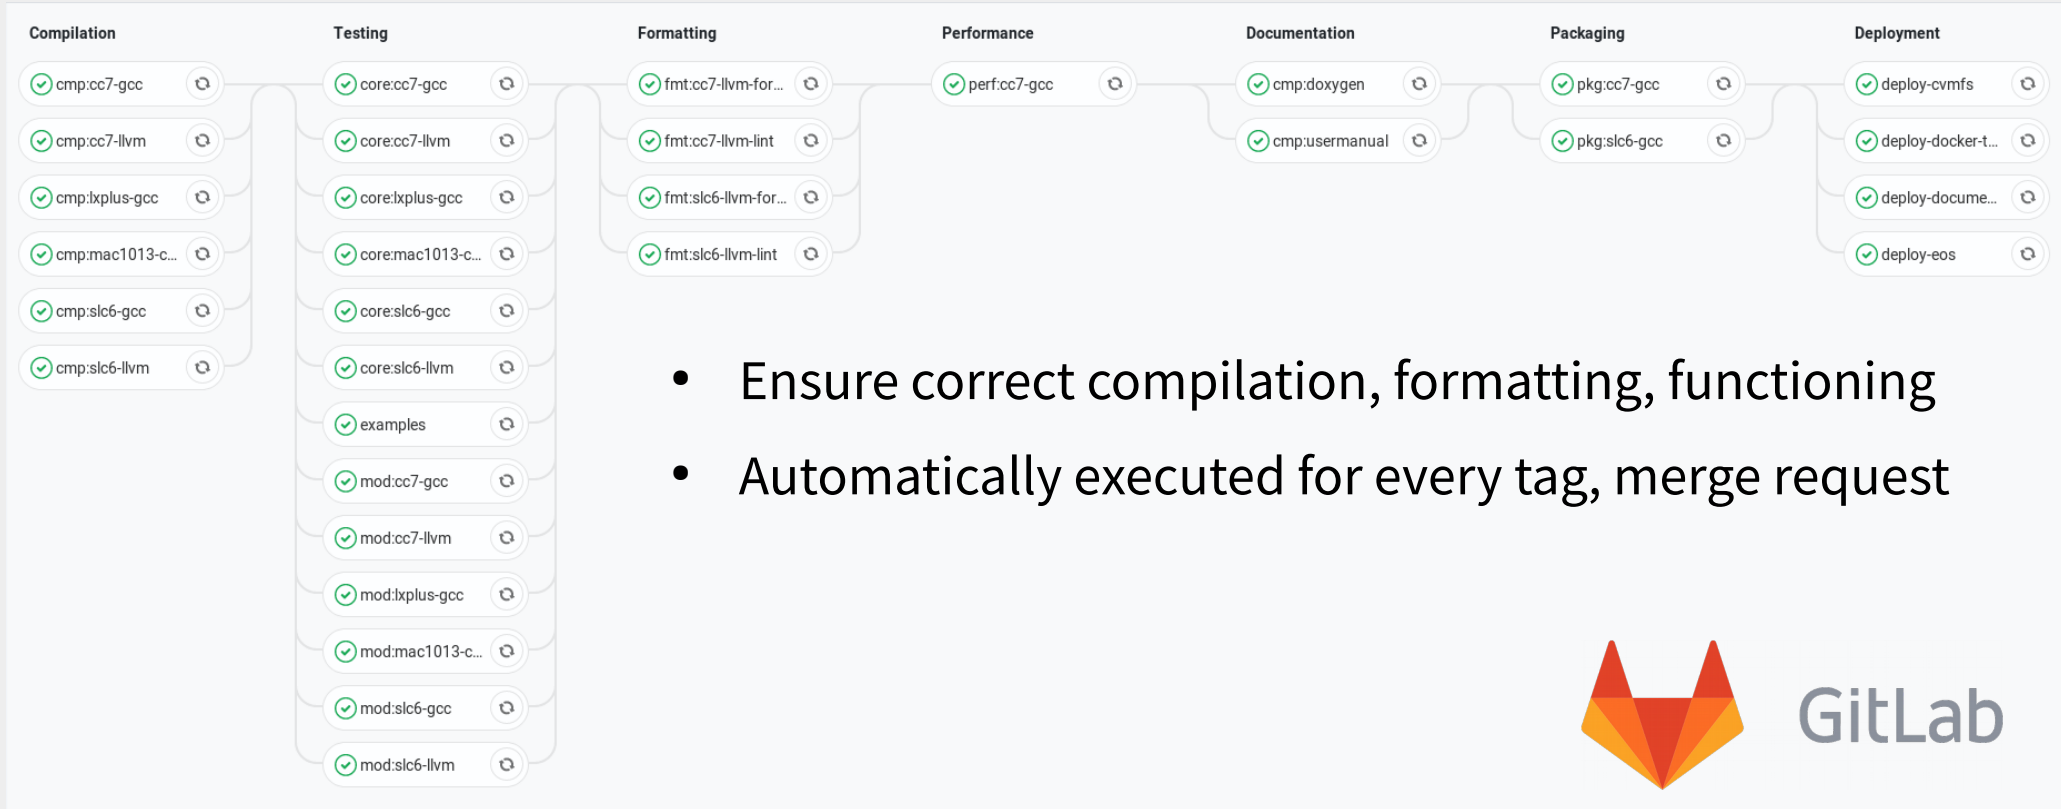 Compilation
cmp:cc7-gcc
cmp:cc7-llvm
cmp:lxplus-gcc
cmp:mac1013-c...
cmp:slc6-gcc
cmp:slc6-llvm
Testing
core:cc7-gcc
core:cc7-llvm
core:lxplus-gcc
core:mac1013-c...
core:slc6-gcc
core:slc6-llvm
examples
mod:cc7-gcc
mod:cc7-llvm
mod:lxplus-gcc
mod:mac1013-c...
mod:slc6-gcc
mod:slc6-llvm
Formatting
fmt:cc7-llvm-for...
fmt:cc7-llvm-lint
fmt:slc6-llvm-for...
fmt:slc6-llvm-lint
Performance
perf:cc7-gcc
Documentation
cmp:doxygen
cmp:usermanual
Packaging
pkg:cc7-gcc
pkg:slc6-gcc
Deployment
deploy-cvmfs
deploy-docker-t...
deploy-docume...
deploy-eos
• Ensure correct compilation, formatting, functioning
• Automatically executed for every tag, merge request
GitLab